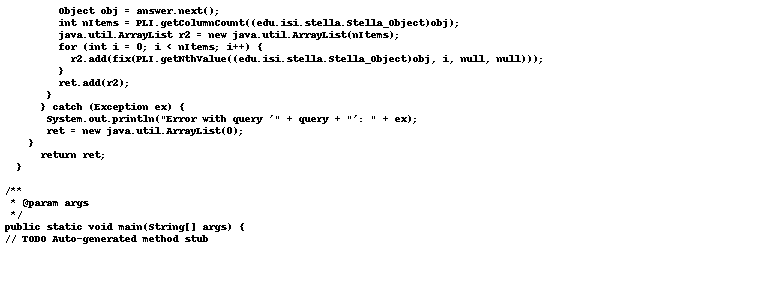 Object obj = answer.next();
int nItems = PLI.getColumnCount((edu.isi.stella.Stella_Object)obj);
java.util.ArrayList r2 = new java.util.ArrayList(nItems);
for (int i = 0; i < nItems; i++) {
r2.add(fix(PLI.getNthValue((edu.isi.stella.Stella_Object)obj, i, null, null)));
}
ret.add(r2);
}
} catch (Exception ex) {
System.out.println("Error with query '" + query + "': " + ex);
ret = new java.util.ArrayList(0);
}
return ret;
}
/**
* @param args
*/
public static void main(String[] args) {
// TODO Auto-generated method stub